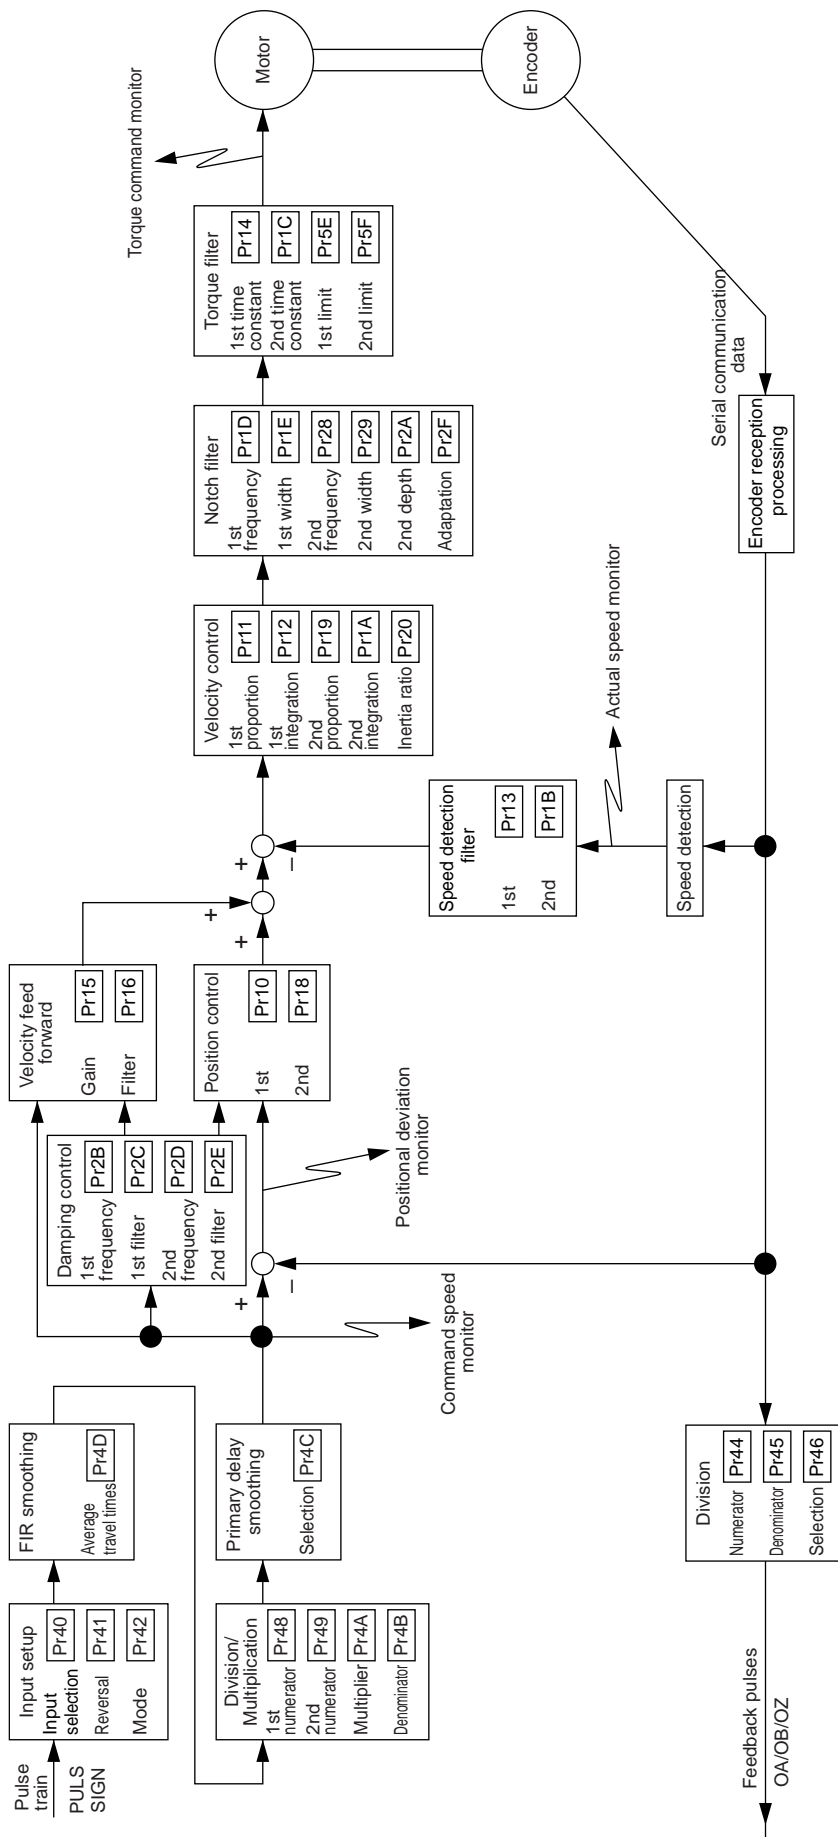 Pulse
train
PULS
SIGN
Input setup
Input
selection
Pr40
Reversal
Pr41
Mode
Pr42
FIR smoothing
Average
travel times
Pr4D
Division/
Multiplication
1st
numerator
Pr48
2nd
numerator
Pr49
Multiplier
Pr4A
Denominator
Pr4B
Primary delay
smoothing
Selection
Pr4C
Command speed
monitor
Damping control
1st
frequency
Pr2B
1st filter
Pr2C
2nd
frequency
Pr2D
2nd filter
Pr2E
+
−
Positional deviation
monitor
Velocity feed
forward
Gain
Pr15
Filter
Pr16
Position control
1st
Pr10
2nd
Pr18
+
+
+
−
Velocity control
1st
proportion
Pr11
1st
integration
Pr12
2nd
proportion
Pr19
2nd
integration
Pr1A
Inertia ratio
Pr20
Notch filter
1st
frequency
Pr1D
1st width
Pr1E
2nd
frequency
Pr28
2nd width
Pr29
2nd depth
Pr2A
Adaptation
Pr2F
Torque filter
1st time
constant
Pr14
2nd time
constant
Pr1C
1st limit
Pr5E
2nd limit
Pr5F
Torque command monitor
Motor
Encoder
Serial communication
data
Encoder reception
processing
Speed detection
filter
1st
Pr13
2nd
Pr1B
Actual speed monitor
Speed detection
Division
Numerator
Pr44
Denominator
Pr45
Selection
Pr46
Feedback pulses
OA/OB/OZ